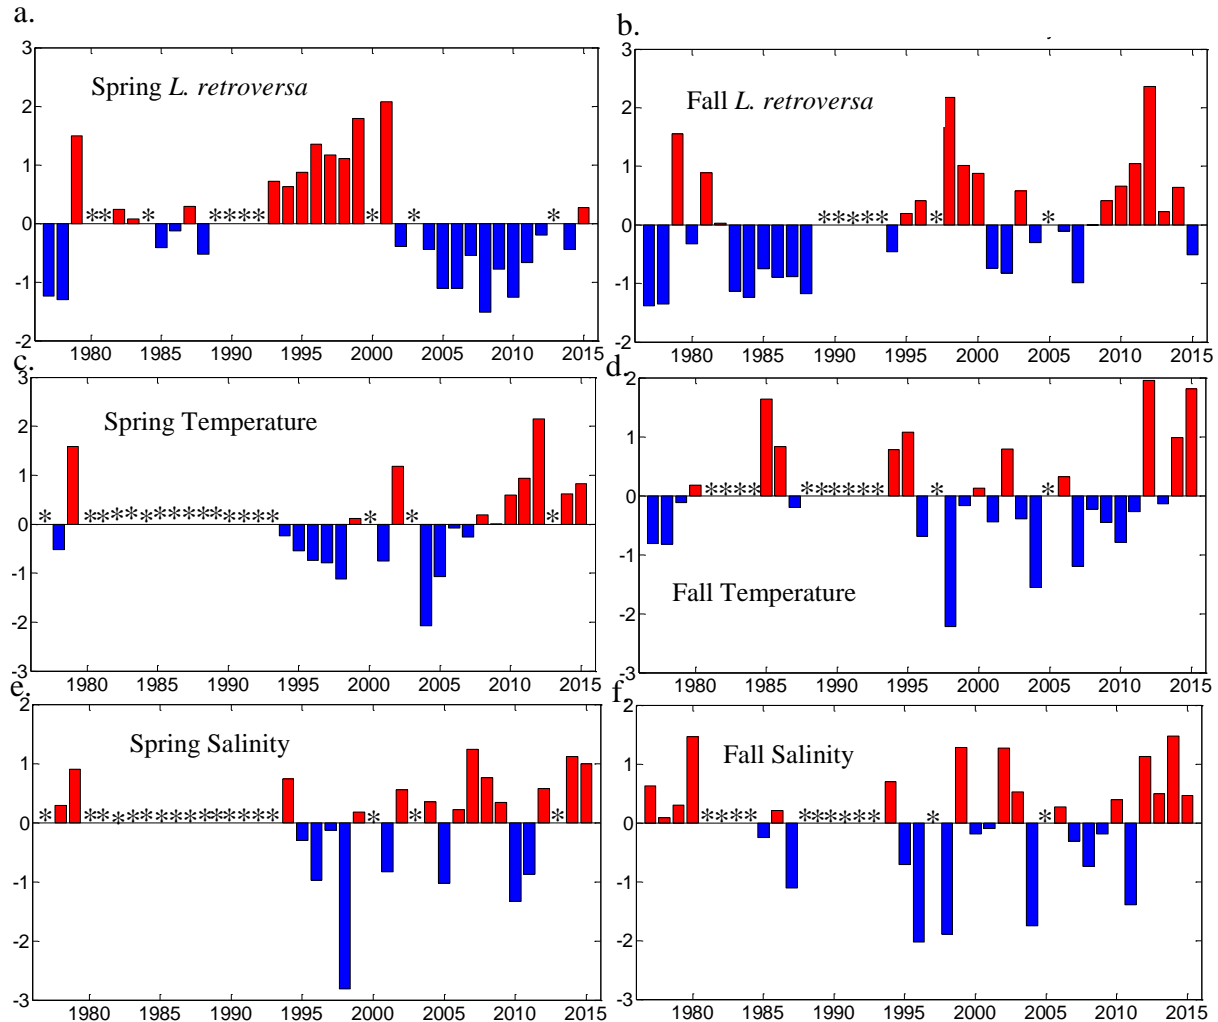 a.
3
2
1
0
-1
-2
Spring L. retroversa
** * **** * * *
1980 1985 1990 1995 2000 2005 2010 2015
b.
3
2
1
0
-1
-2
Fall L. retroversa
***** * *
1980 1985 1990 1995 2000 2005 2010 2015
c.
3
2
1
0
-1
-2
-3
Spring Temperature
* ************** * * *
1980 1985 1990 1995 2000 2005 2010 2015
d.
2
1
0
-1
-2
-3
Fall Temperature
**** ****** * *
1980 1985 1990 1995 2000 2005 2010 2015
e.
2
1
0
-1
-2
-3
Spring Salinity
* ************** * * *
1980 1985 1990 1995 2000 2005 2010 2015
f.
2
1
0
-1
-2
-3
Fall Salinity
**** ****** * *
1980 1985 1990 1995 2000 2005 2010 2015